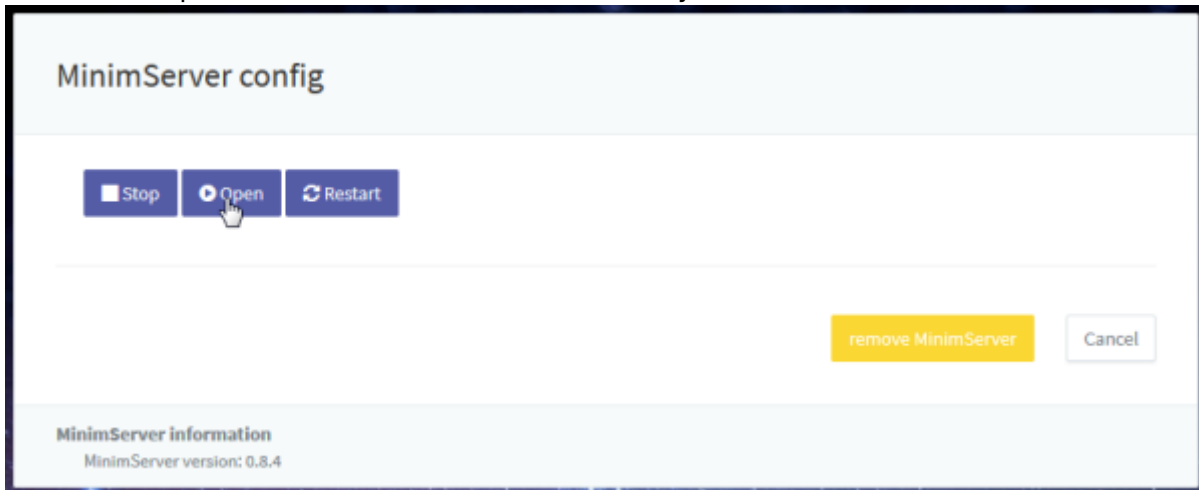 MinimServer config
Stop Open Restart
remove MinimServer Cancel
MinimServer information
MinimServer version: 0.8.4